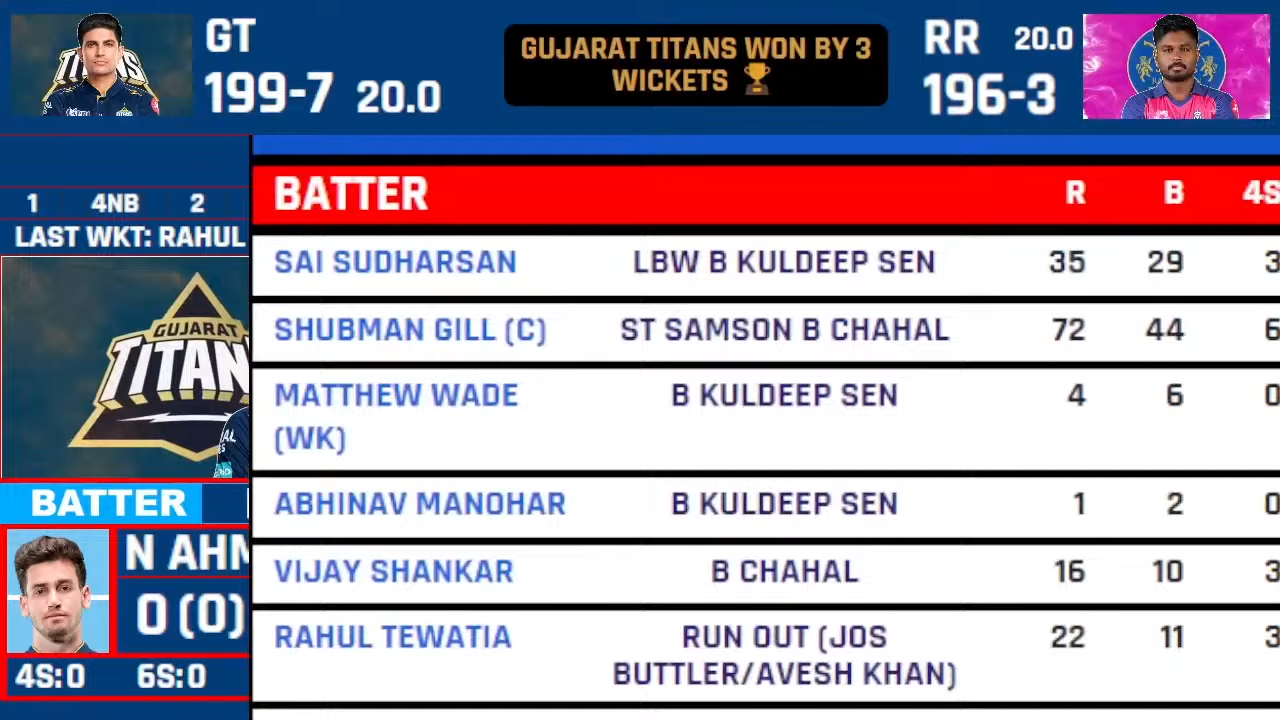 GT
199-7 20.0
GUJARAT TITANS WON BY 3
WICKETS 🏆
RR 20.0
196-3
1 4NB 2
LAST WKT: RAHUL
GUJARAT
TITAN
BATTER
N AHM
0 (0)
4S:0 6S:0
BATTER R B 4S
SAI SUDHARSAN LBW B KULDEEP SEN 35 29 3
SHUBMAN GILL (C) ST SAMSON B CHAHAL 72 44 6
MATTHEW WADE B KULDEEP SEN 4 6 0
(WK)
ABHINAV MANOHAR B KULDEEP SEN 1 2 0
VIJAY SHANKAR B CHAHAL 16 10 3
RAHUL TEWATIA RUN OUT (JOS 22 11 3
BUTTLER/AVESH KHAN)